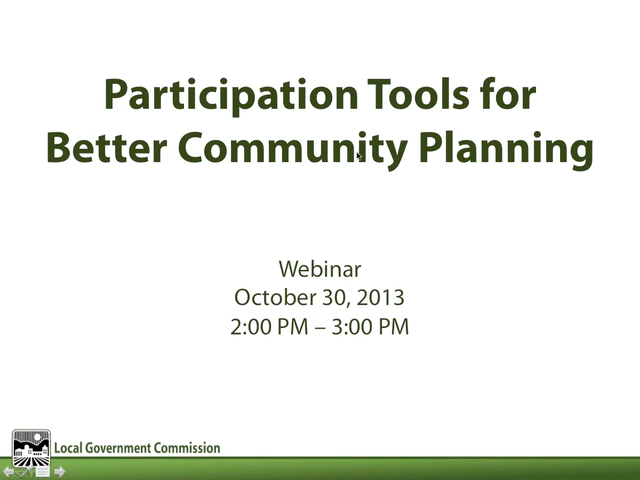 Participation Tools for
Better Community Planning
Webinar
October 30, 2013
2:00 PM – 3:00 PM
Local Government Commission